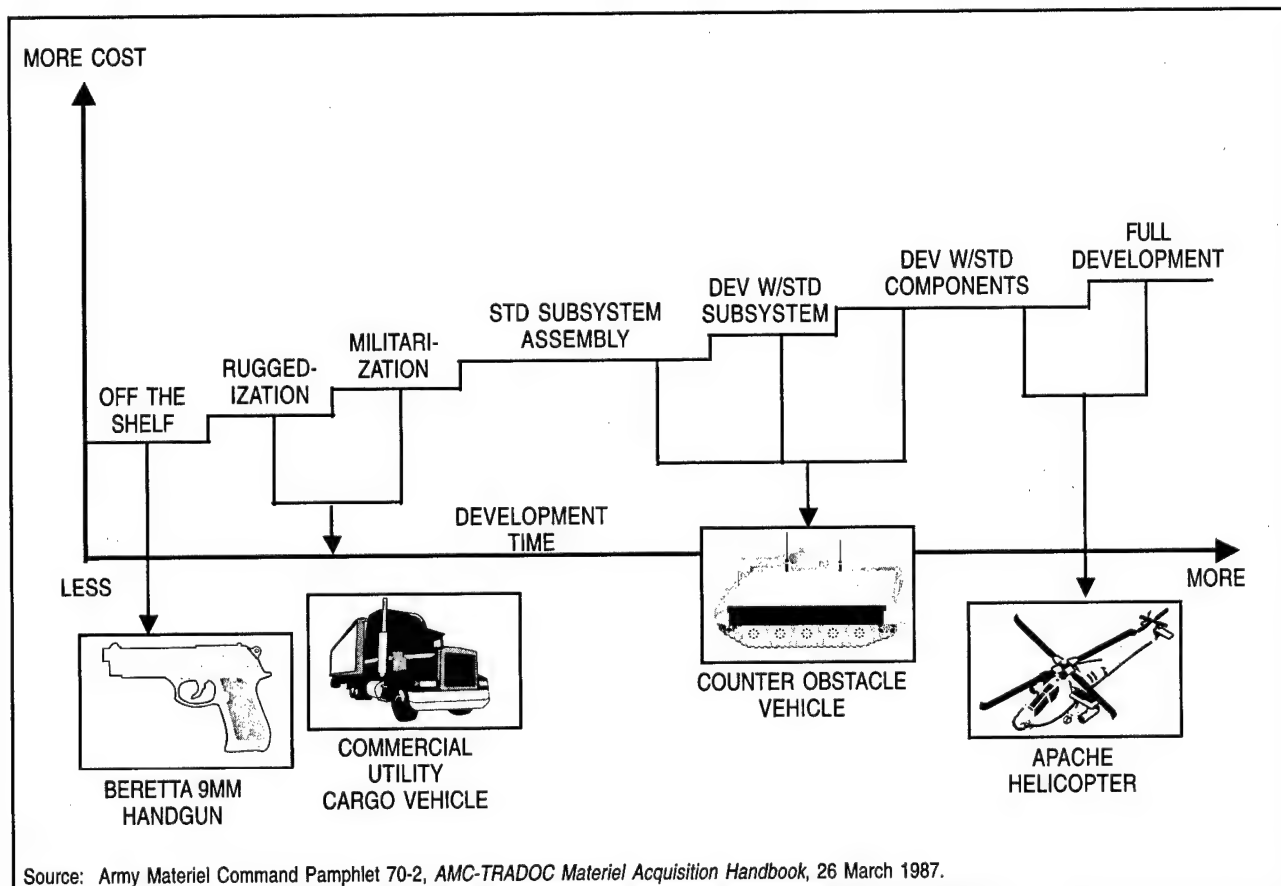 MORE COST
FULL
DEVELOPMENT
DEV W/STD
COMPONENTS
DEV W/STD
SUBSYSTEM
STD SUBSYSTEM
ASSEMBLY
MILITARI-
ZATION
RUGGED-
IZATION
OFF THE
SHELF
DEVELOPMENT
TIME
LESS
MORE
BERETTA 9MM
HANDGUN
COMMERCIAL
UTILITY
CARGO VEHICLE
COUNTER OBSTACLE
VEHICLE
APACHE
HELICOPTER
Source: Army Materiel Command Pamphlet 70-2, AMC-TRADOC Materiel Acquisition Handbook, 26 March 1987.